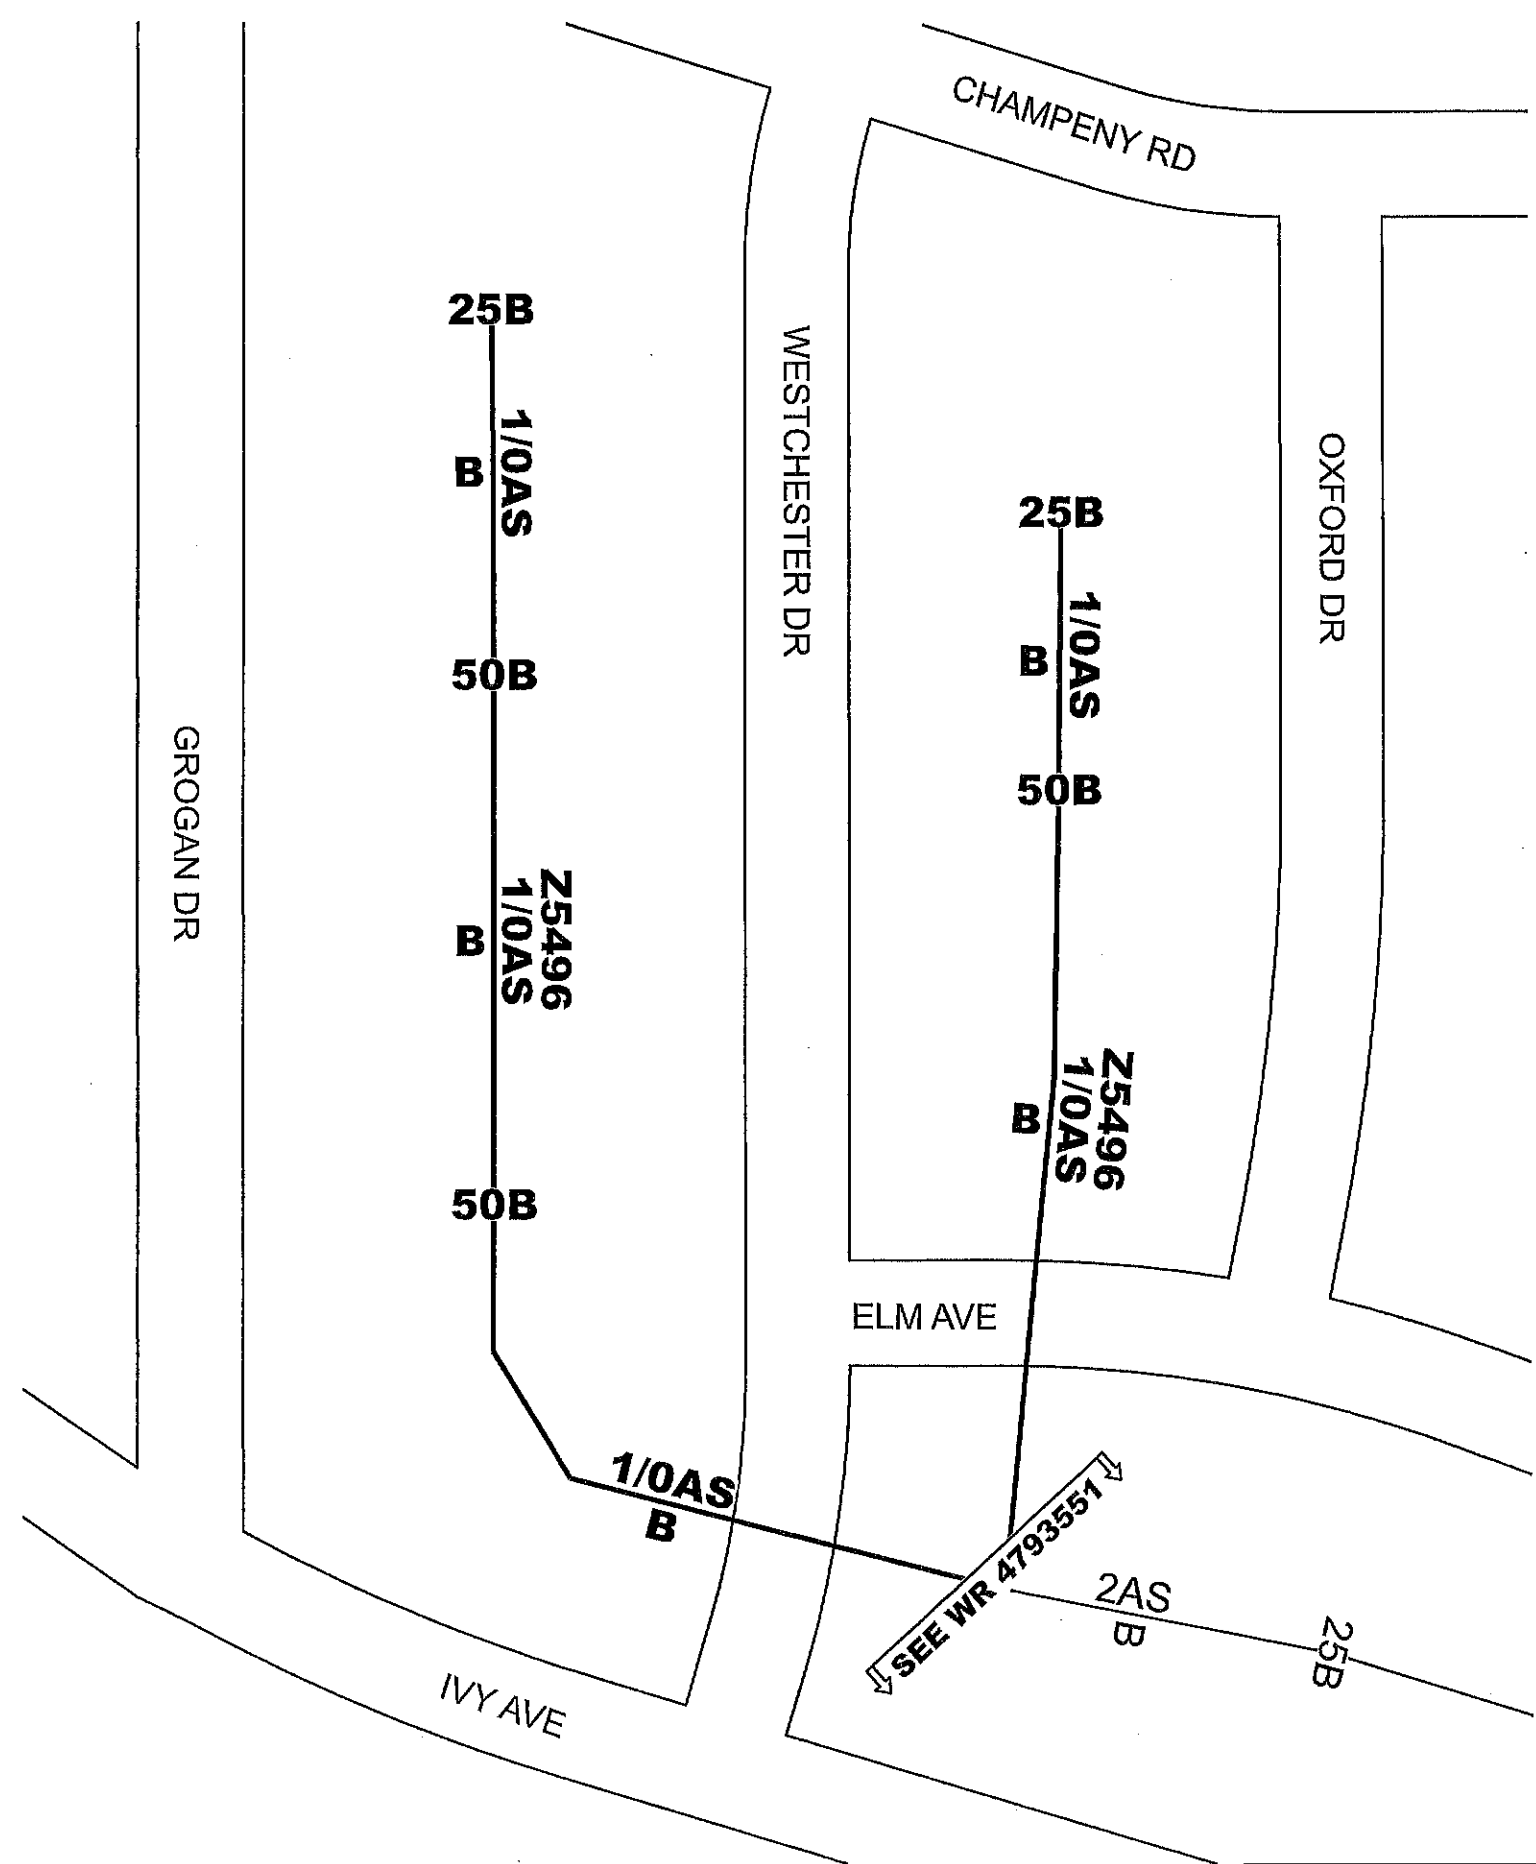 CHAMPENY RD
25B
1/0AS
B
WESTCHESTER DR
OXFORD DR
25B
1/0AS
B
50B
50B
GROGAN DR
Z5496
1/0AS
B
Z5496
1/0AS
B
50B
ELM AVE
1/0AS
B
SEE WR 4793551
2AS
B
25B
IVY AVE